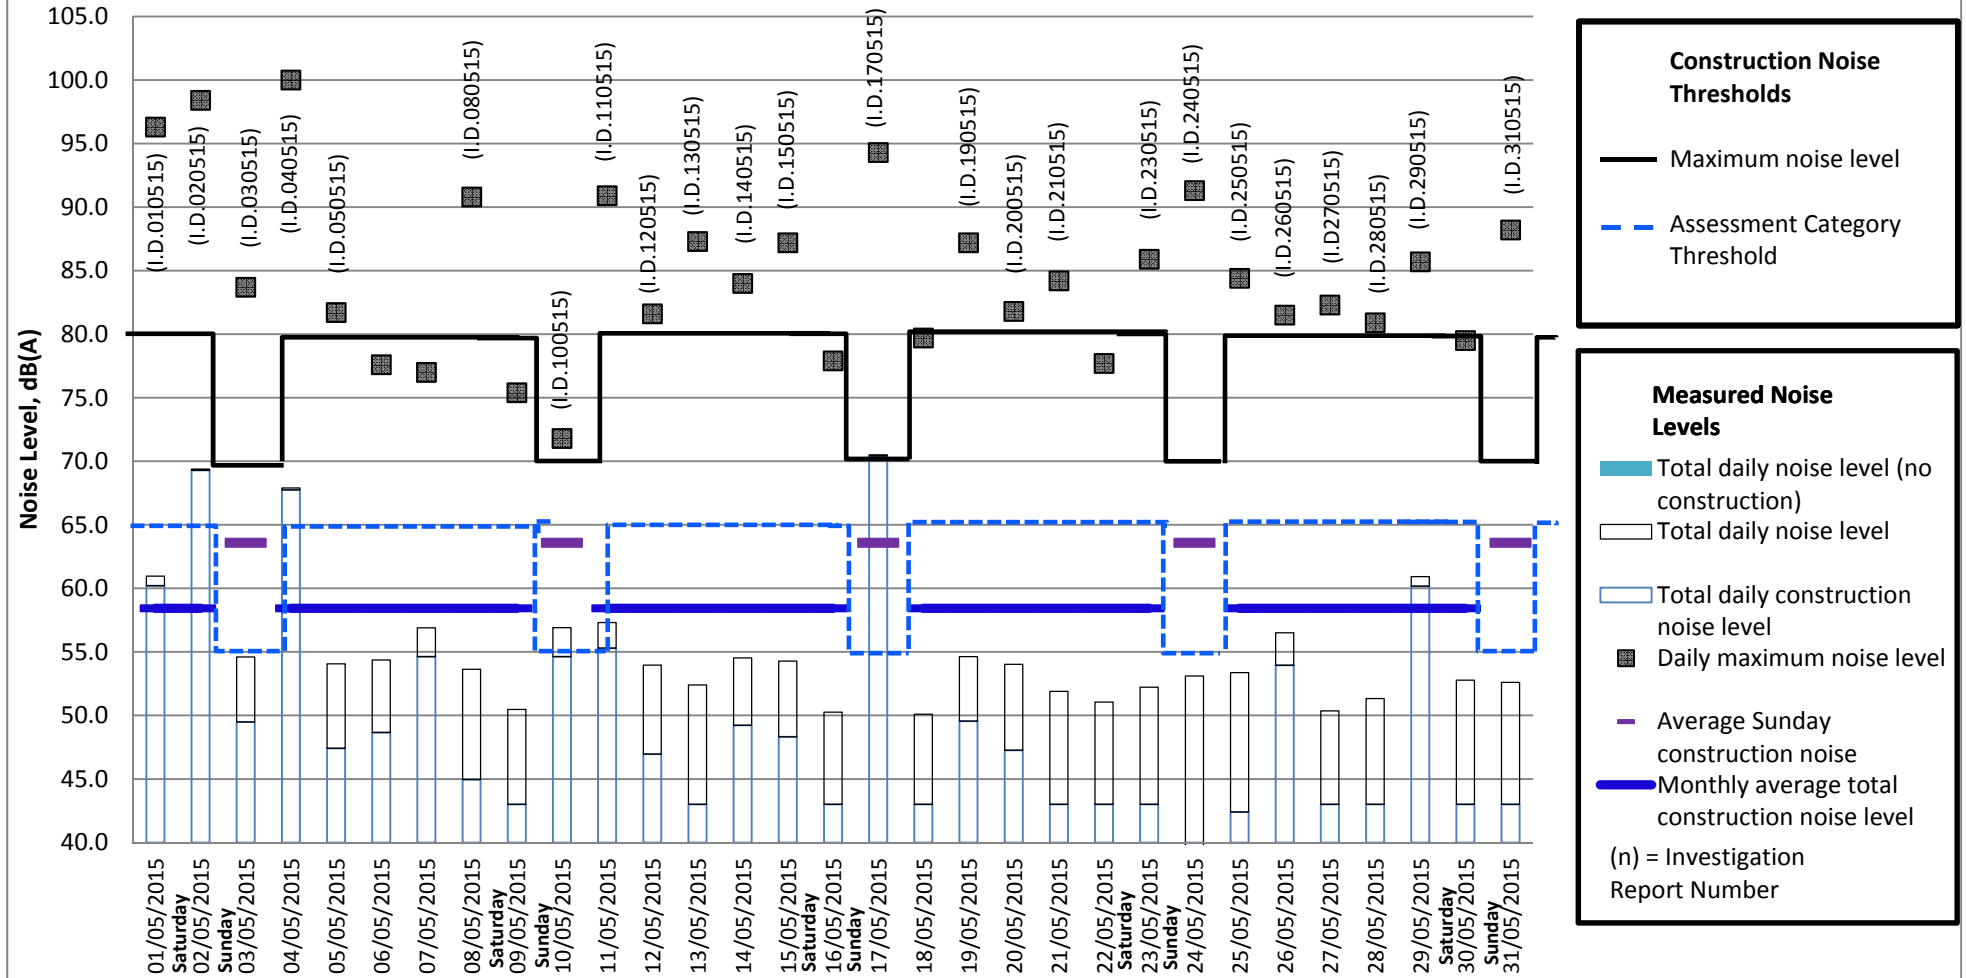 105.0
100.0
95.0
90.0
85.0
80.0
75.0
70.0
65.0
60.0
55.0
50.0
45.0
40.0
Noise Level, dB(A)
(I.D.010515)
(I.D.020515)
(I.D.030515)
(I.D.040515)
(I.D.050515)
(I.D.080515)
(I.D.100515)
(I.D.110515)
(I.D.120515)
(I.D.130515)
(I.D.140515)
(I.D.150515)
(I.D.170515)
(I.D.190515)
(I.D.200515)
(I.D.210515)
(I.D.230515)
(I.D.240515)
(I.D.250515)
(I.D.260515)
(I.D270515)
(I.D.280515)
(I.D.290515)
(I.D.310515)
01/05/2015
Saturday
02/05/2015
Sunday
03/05/2015
04/05/2015
05/05/2015
06/05/2015
07/05/2015
08/05/2015
Saturday
09/05/2015
Sunday
10/05/2015
11/05/2015
12/05/2015
13/05/2015
14/05/2015
15/05/2015
Saturday
16/05/2015
Sunday
17/05/2015
18/05/2015
19/05/2015
20/05/2015
21/05/2015
22/05/2015
Saturday
23/05/2015
Sunday
24/05/2015
25/05/2015
26/05/2015
27/05/2015
28/05/2015
29/05/2015
Saturday
30/05/2015
Sunday
31/05/2015
Construction Noise
Thresholds
Maximum noise level
Assessment Category
Threshold
Measured Noise
Levels
Total daily noise level (no
construction)
Total daily noise level
Total daily construction
noise level
Daily maximum noise level
Average Sunday
construction noise
Monthly average total
construction noise level
(n) = Investigation
Report Number